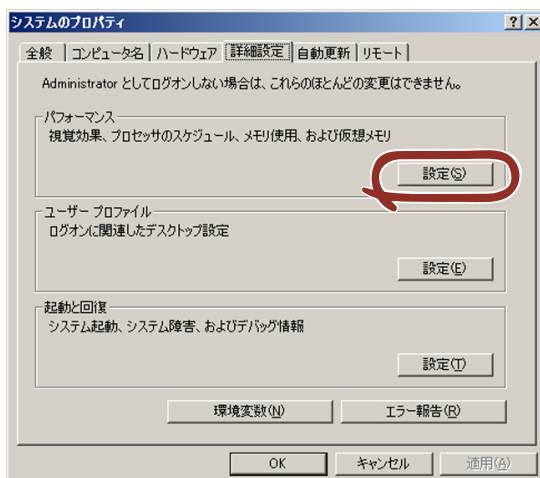 システムのプロパティ
全般 コンピュータ名 ハードウェア 詳細設定 自動更新 リモート
Administrator としてログオンしない場合は、これらのほとんどの変更はできません。
パフォーマンス
視覚効果、プロセッサのスケジュール、メモリ使用、および仮想メモリ
設定(S)
ユーザー プロファイル
ログオンに関連したデスクトップ設定
設定(E)
起動と回復
システム起動、システム障害、およびデバッグ情報
設定(T)
環境変数(N) エラー報告(R)
OK キャンセル 適用(A)